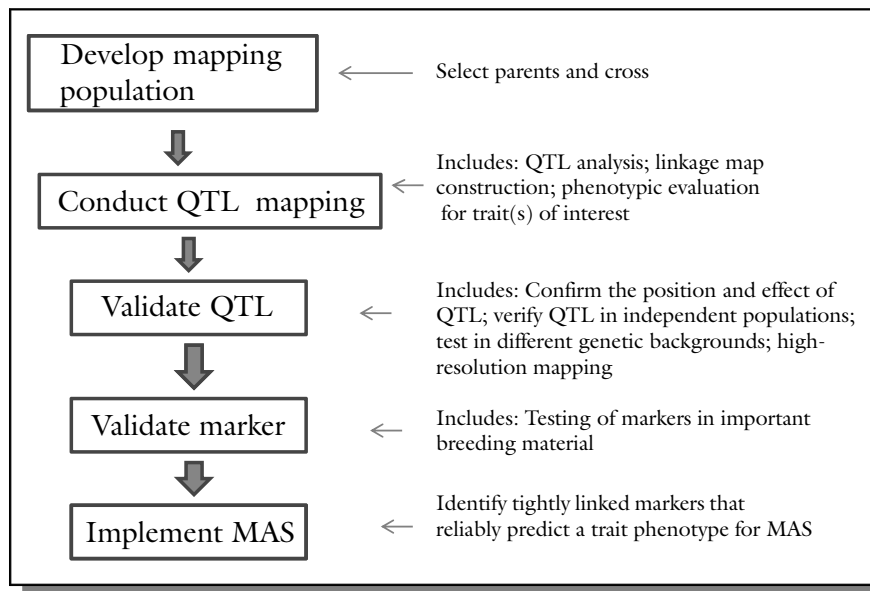 Develop mapping
population
Select parents and cross
Conduct QTL mapping
Includes: QTL analysis; linkage map
construction; phenotypic evaluation
for trait(s) of interest
Validate QTL
Includes: Confirm the position and effect of
QTL; verify QTL in independent populations;
test in different genetic backgrounds; high-
resolution mapping
Validate marker
Includes: Testing of markers in important
breeding material
Implement MAS
Identify tightly linked markers that
reliably predict a trait phenotype for MAS